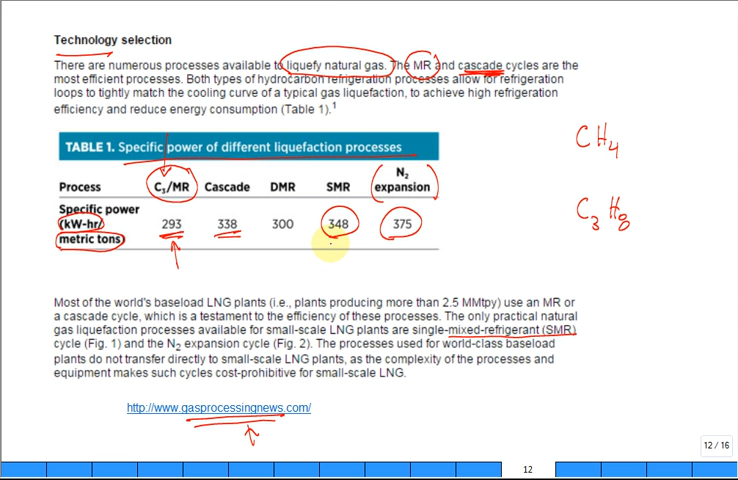 Technology selection
There are numerous processes available to liquefy natural gas. The MR and cascade cycles are the
most efficient processes. Both types of hydrocarbon refrigeration processes allow for refrigeration
loops to tightly match the cooling curve of a typical gas liquefaction, to achieve high refrigeration
efficiency and reduce energy consumption (Table 1).¹
CH₄
TABLE 1. Specific power of different liquefaction processes
Process C₃/MR Cascade DMR SMR N₂ expansion
C₃H₈
Specific power (kW-hr/ metric tons) 293 338 300 348 375
Most of the world's baseload LNG plants (i.e., plants producing more than 2.5 MMtpy) use an MR or
a cascade cycle, which is a testament to the efficiency of these processes. The only practical natural
gas liquefaction processes available for small-scale LNG plants are single-mixed-refrigerant (SMR)
cycle (Fig. 1) and the N₂ expansion cycle (Fig. 2). The processes used for world-class baseload
plants do not transfer directly to small-scale LNG plants, as the complexity of the processes and
equipment makes such cycles cost-prohibitive for small-scale LNG.
http://www.gasprocessingnews.com/
12 / 16
12